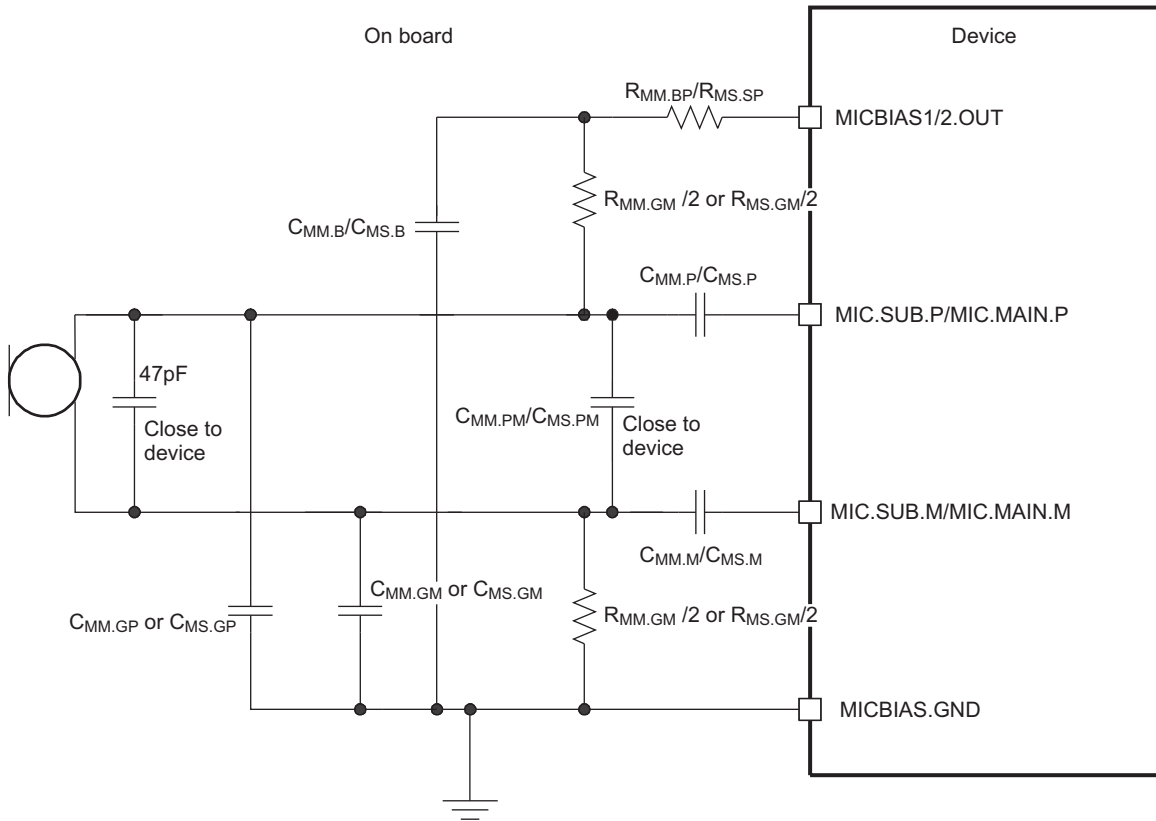 On board
Device
RMM.BP/RMS.SP
MICBIAS1/2.OUT
RMM.GM /2 or RMS.GM/2
CMM.B/CMS.B
CMM.P/CMS.P
MIC.SUB.P/MIC.MAIN.P
47pF
Close to
device
CMM.PM/CMS.PM
Close to
device
MIC.SUB.M/MIC.MAIN.M
CMM.M/CMS.M
CMM.GM or CMS.GM
CMM.GP or CMS.GP
RMM.GM /2 or RMS.GM/2
MICBIAS.GND